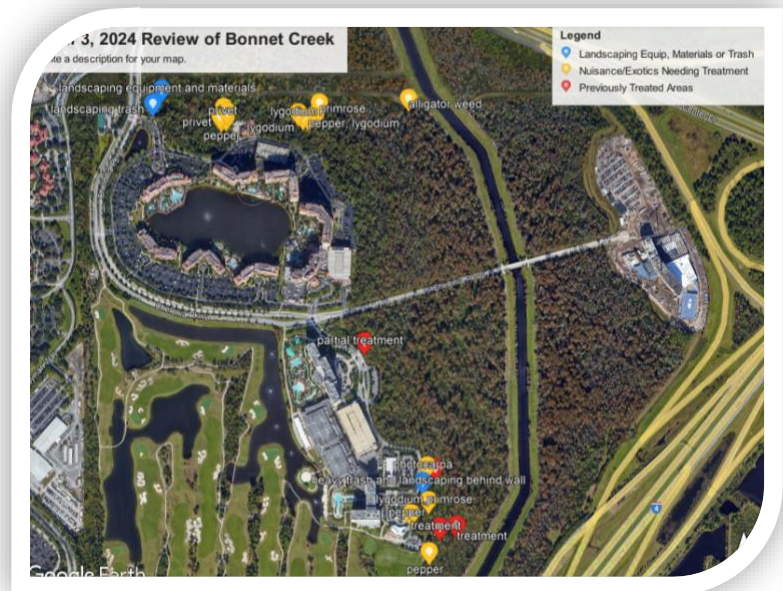 3, 2024 Review of Bonnet Creek
te a description for your map.
Legend
Landscaping Equip, Materials or Trash
Nuisance/Exotics Needing Treatment
Previously Treated Areas
landscaping equipment and materials
landscaping trash
privet
lygodium
primrose
alligator weed
privet
lygodium
pepper, lygodium
pepper
partial treatment
heavy trash and landscaping behind wall
lygodium
primrose
pepper
treatment
treatment
pepper
4
Google Earth